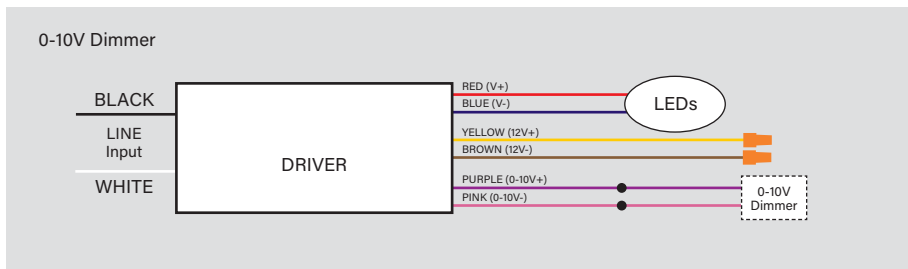 0-10V Dimmer
BLACK
LINE
Input
WHITE
DRIVER
RED (V+)
BLUE (V-)
YELLOW (12V+)
BROWN (12V-)
PURPLE (0-10V+)
PINK (0-10V-)
LEDs
0-10V
Dimmer